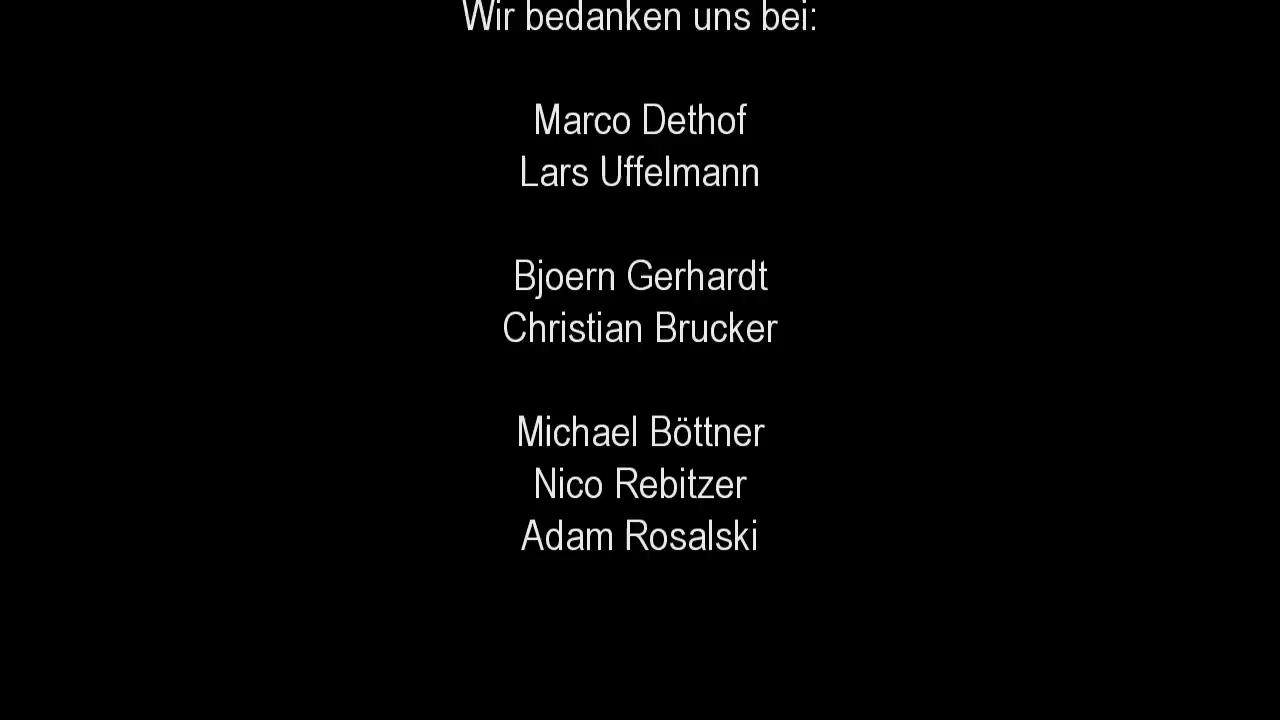 Wir bedanken uns bei:
Marco Dethof
Lars Uffelmann
Bjoern Gerhardt
Christian Brucker
Michael Böttner
Nico Rebitzer
Adam Rosalski